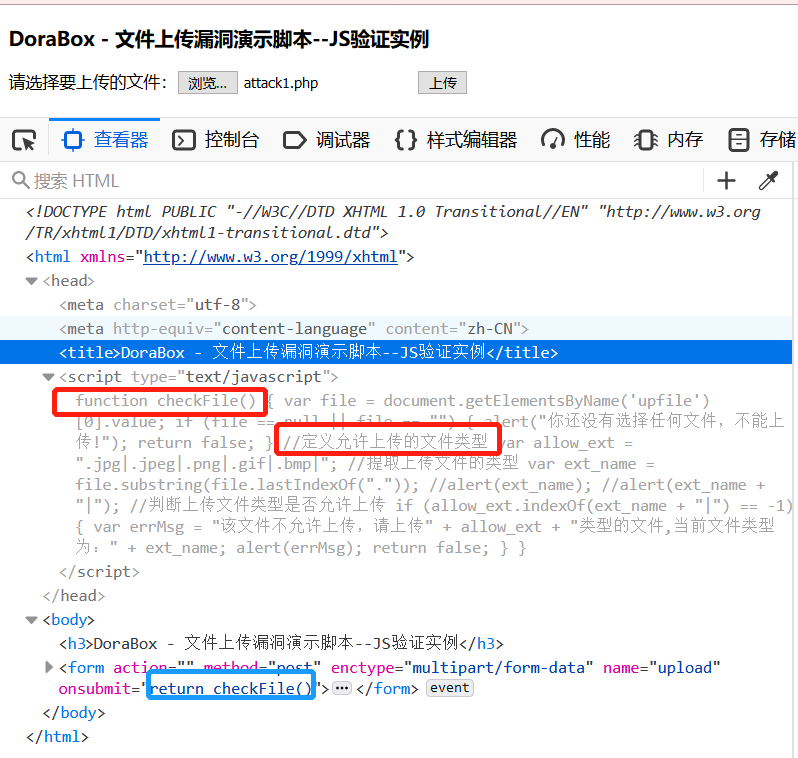 DoraBox - 文件上传漏洞演示脚本--JS验证实例
请选择要上传的文件： 浏览... attack1.php 上传
查看器 控制台 调试器 样式编辑器 性能 内存 存储
搜索 HTML
<!DOCTYPE html PUBLIC "-//W3C//DTD XHTML 1.0 Transitional//EN" "http://www.w3.org
/TR/xhtml1/DTD/xhtml1-transitional.dtd">
<html xmlns="http://www.w3.org/1999/xhtml">
<head>
<meta charset="utf-8">
<meta http-equiv="content-language" content="zh-CN">
<title>DoraBox - 文件上传漏洞演示脚本--JS验证实例</title>
<script type="text/javascript">
function checkFile() { var file = document.getElementsByName('upfile')
[0].value; if (file == null || file == "") { alert("你还没有选择任何文件，不能上
传!"); return false; } //定义允许上传的文件类型 var allow_ext =
".jpg|.jpeg|.png|.gif|.bmp|"; //提取上传文件的类型 var ext_name =
file.substring(file.lastIndexOf(".")); //alert(ext_name); //alert(ext_name +
"|"); //判断上传文件类型是否允许上传 if (allow_ext.indexOf(ext_name + "|") == -1)
{ var errMsg = "该文件不允许上传，请上传" + allow_ext + "类型的文件,当前文件类型
为：" + ext_name; alert(errMsg); return false; } }
</script>
</head>
<body>
<h3>DoraBox - 文件上传漏洞演示脚本--JS验证实例</h3>
<form action="" method="post" enctype="multipart/form-data" name="upload"
onsubmit="return checkFile()">···</form> event
</body>
</html>